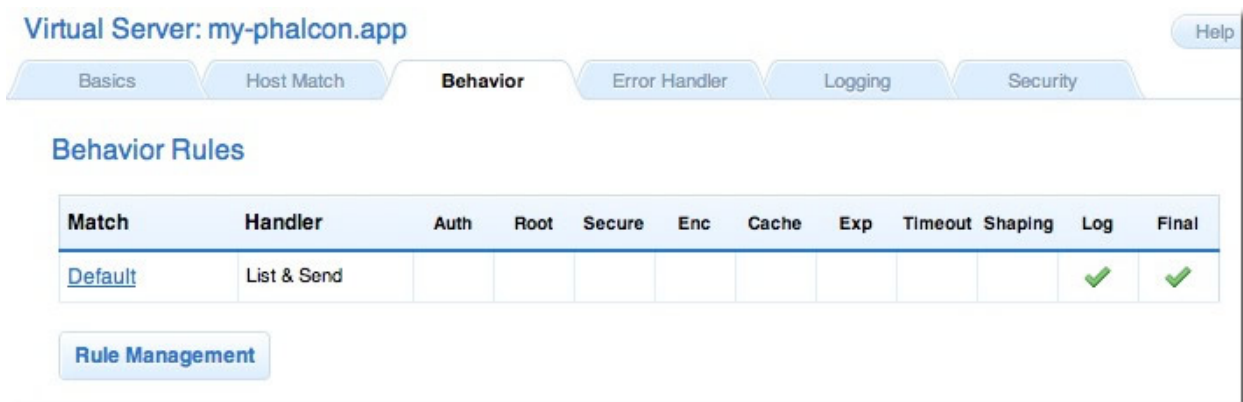 Virtual Server: my-phalcon.app
Help
Basics Host Match Behavior Error Handler Logging Security
Behavior Rules
Match Handler Auth Root Secure Enc Cache Exp Timeout Shaping Log Final
Default List & Send
Rule Management